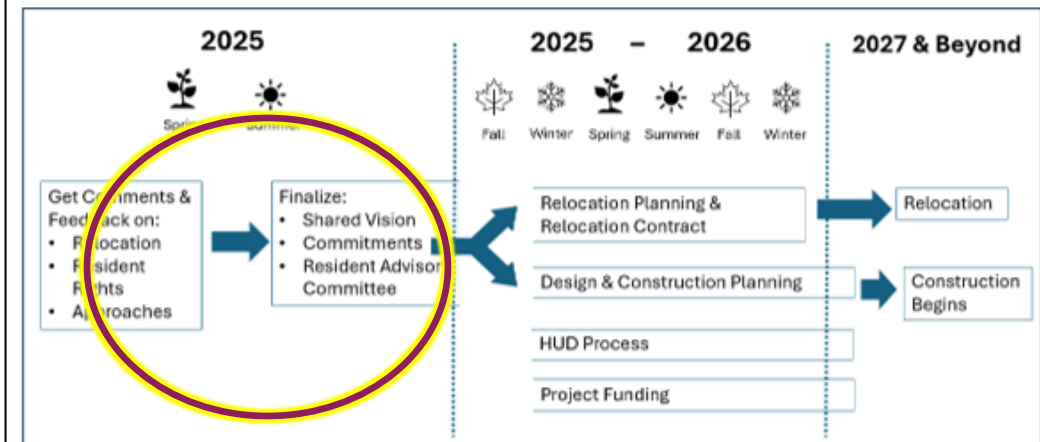 2025
2025 – 2026
2027 & Beyond
Spring
Summer
Fall
Winter
Spring
Summer
Fall
Winter
Get Comments &
Feedback on:
• Relocation
• Resident
Rights
• Approaches
Finalize:
• Shared Vision
• Commitments
• Resident Advisor
Committee
Relocation Planning &
Relocation Contract
Relocation
Design & Construction Planning
Construction
Begins
HUD Process
Project Funding